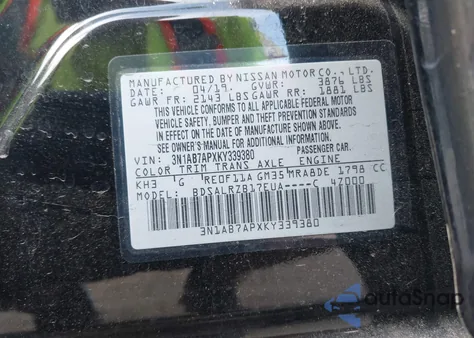 MANUFACTURED BY NISSAN MOTOR CO., LTD.
DATE: 04/19. GVWR: 3876 LBS
GAWR FR: 2143 LBS GAWR RR: 1881 LBS
THIS VEHICLE CONFORMS TO ALL APPLICABLE FEDERAL MOTOR
VEHICLE SAFETY, BUMPER AND THEFT PREVENTION STANDARDS
IN EFFECT ON THE DATE OF MANUFACTURE SHOWN ABOVE.
SEE OWNER'S MANUAL FOR ADDITIONAL INFORMATION
VIN: 3N1AB7APXKY339380 PASSENGER CAR.
COLOR TRIM TRANS AXLE ENGINE
KH3 G RE0F11A GM35 MRA8DE 1798 CC
MODEL: BDSALRZB17EUA----C 47000
3N1AB7APXKY339380
autoSnap